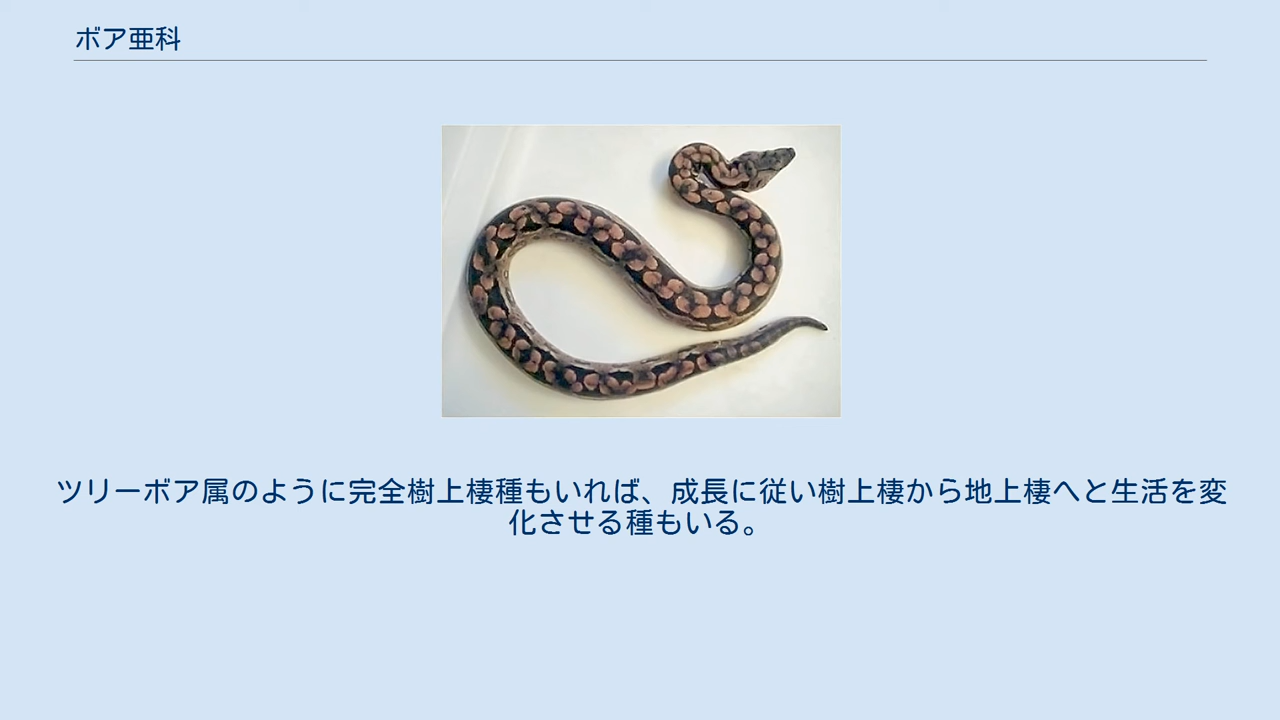 ボア亜科
ツリーボア属のように完全樹上棲種もいれば、成長に従い樹上棲から地上棲へと生活を変
化させる種もいる。